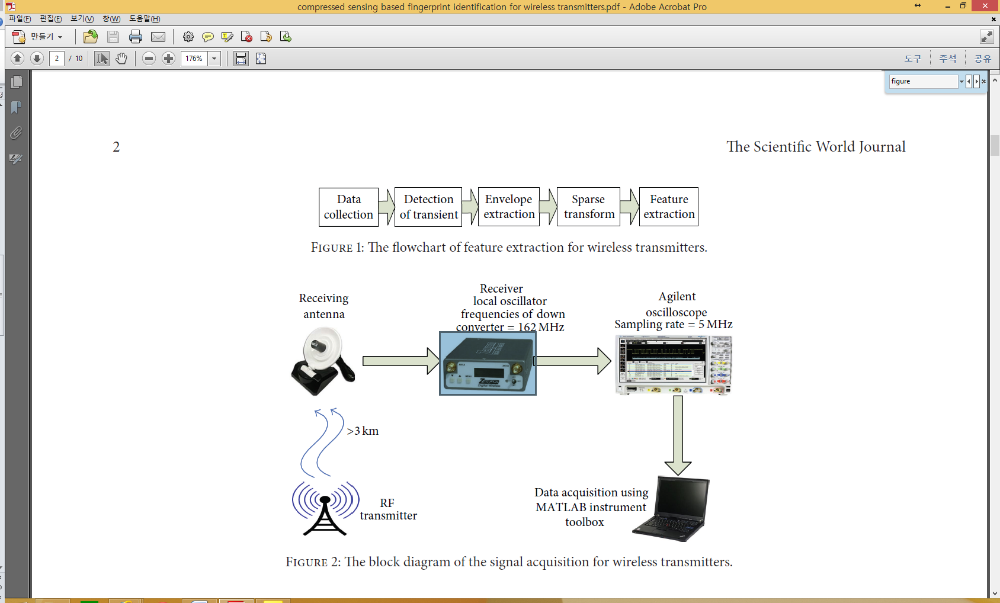 compressed sensing based fingerprint identification for wireless transmitters.pdf - Adobe Acrobat Pro
파일(F) 편집(E) 보기(V) 창(W) 도움말(H)
만들기
2 / 10 176% 도구 주석 공유
figure
2 The Scientific World Journal
Data
collection
Detection
of transient
Envelope
extraction
Sparse
transform
Feature
extraction
FIGURE 1: The flowchart of feature extraction for wireless transmitters.
Receiving
antenna
Receiver
local oscillator
frequencies of down
converter = 162 MHz
Agilent
oscilloscope
Sampling rate = 5 MHz
MENU
Zaxcom
Digital Wireless
>3 km
RF
transmitter
Data acquisition using
MATLAB instrument
toolbox
FIGURE 2: The block diagram of the signal acquisition for wireless transmitters.